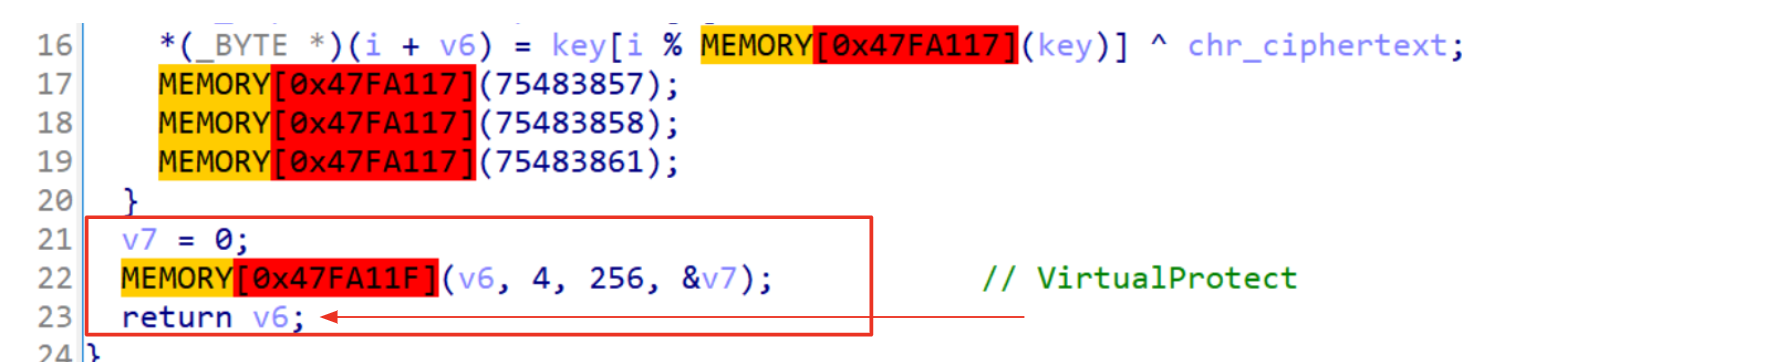 16 *(_BYTE *)(i + v6) = key[i % MEMORY[0x47FA117](key)] ^ chr_ciphertext;
17 MEMORY[0x47FA117](75483857);
18 MEMORY[0x47FA117](75483858);
19 MEMORY[0x47FA117](75483861);
20 }
21 v7 = 0;
22 MEMORY[0x47FA11F](v6, 4, 256, &v7); // VirtualProtect
23 return v6;
24 }